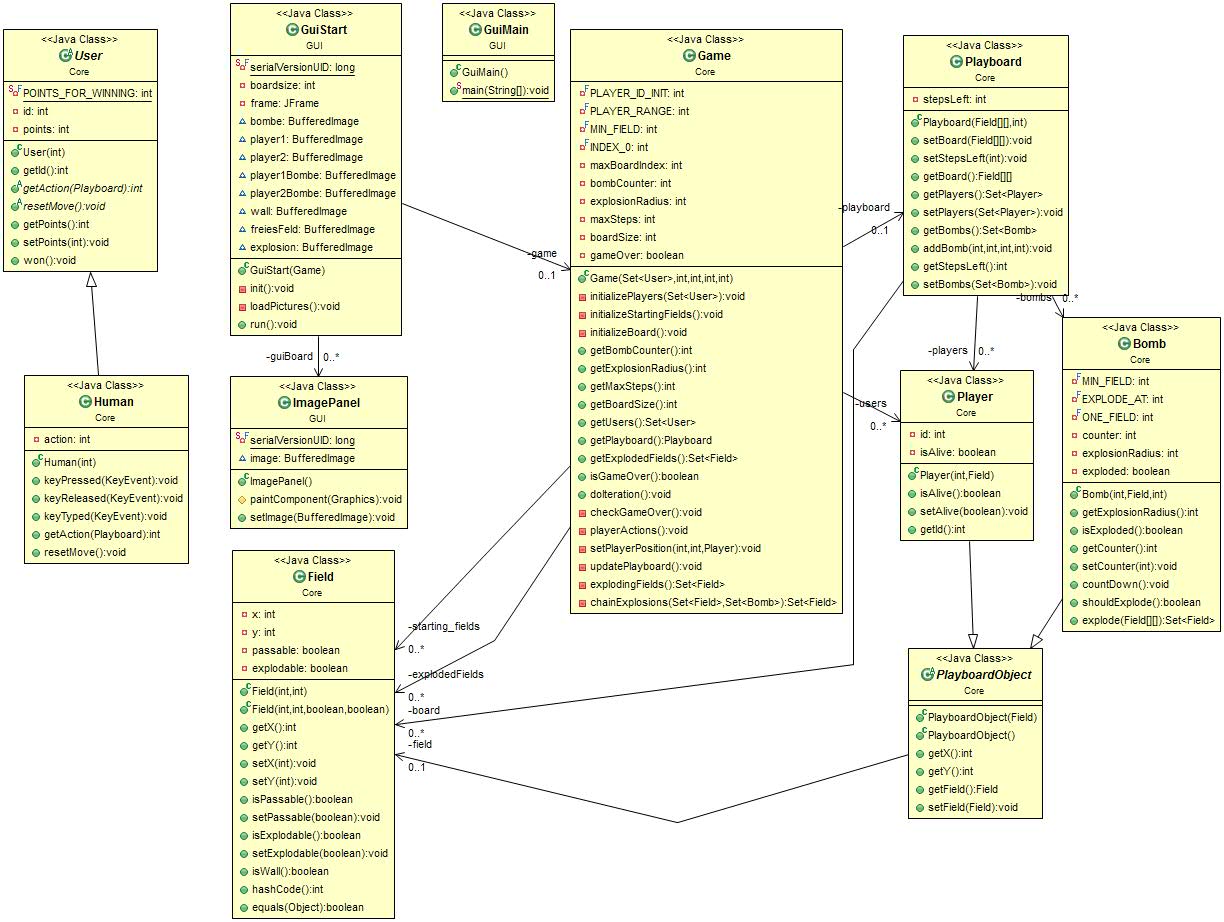 <<Java Class>>
User
Core
POINTS_FOR_WINNING: int
id: int
points: int
User(int)
getId():int
getAction(Playboard):int
resetMove():void
getPoints():int
setPoints(int):void
won():void
<<Java Class>>
GuiStart
GUI
serialVersionUID: long
boardsize: int
frame: JFrame
bombe: BufferedImage
player1: BufferedImage
player2: BufferedImage
player1Bombe: BufferedImage
player2Bombe: BufferedImage
wall: BufferedImage
freiesFeld: BufferedImage
explosion: BufferedImage
GuiStart(Game)
init():void
loadPictures():void
run():void
<<Java Class>>
GuiMain
GUI
GuiMain()
main(String[]):void
<<Java Class>>
Game
Core
PLAYER_ID_INIT: int
PLAYER_RANGE: int
MIN_FIELD: int
INDEX_0: int
maxBoardIndex: int
bombCounter: int
explosionRadius: int
maxSteps: int
boardSize: int
gameOver: boolean
Game(Set<User>,int,int,int,int)
initializePlayers(Set<User>):void
initializeStartingFields():void
initializeBoard():void
getBombCounter():int
getExplosionRadius():int
getMaxSteps():int
getBoardSize():int
getUsers():Set<User>
getPlayboard():Playboard
getExplodedFields():Set<Field>
isGameOver():boolean
doIteration():void
checkGameOver():void
playerActions():void
setPlayerPosition(int,int,Player):void
updatePlayboard():void
explodingFields():Set<Field>
chainExplosions(Set<Field>,Set<Bomb>):Set<Field>
<<Java Class>>
Playboard
Core
stepsLeft: int
Playboard(Field[][],int)
setBoard(Field[][]):void
setStepsLeft(int):void
getBoard():Field[][]
getPlayers():Set<Player>
setPlayers(Set<Player>):void
getBombs():Set<Bomb>
addBomb(int,int,int,int):void
getStepsLeft():int
setBombs(Set<Bomb>):void
-game
0..1
-playboard
0..1
-bombs
0..*
-guiBoard
0..*
-players
0..*
-users
0..*
<<Java Class>>
Human
Core
action: int
Human(int)
keyPressed(KeyEvent):void
keyReleased(KeyEvent):void
keyTyped(KeyEvent):void
getAction(Playboard):int
resetMove():void
<<Java Class>>
ImagePanel
GUI
serialVersionUID: long
image: BufferedImage
ImagePanel()
paintComponent(Graphics):void
setImage(BufferedImage):void
<<Java Class>>
Player
Core
id: int
isAlive: boolean
Player(int,Field)
isAlive():boolean
setAlive(boolean):void
getId():int
<<Java Class>>
Bomb
Core
MIN_FIELD: int
EXPLODE_AT: int
ONE_FIELD: int
counter: int
explosionRadius: int
exploded: boolean
Bomb(int,Field,int)
getExplosionRadius():int
isExploded():boolean
getCounter():int
setCounter(int):void
countDown():void
shouldExplode():boolean
explode(Field[][]):Set<Field>
<<Java Class>>
Field
Core
x: int
y: int
passable: boolean
explodable: boolean
Field(int,int)
Field(int,int,boolean,boolean)
getX():int
getY():int
setX(int):void
setY(int):void
isPassable():boolean
setPassable(boolean):void
isExplodable():boolean
setExplodable(boolean):void
isWall():boolean
hashCode():int
equals(Object):boolean
-starting_fields
0..*
-explodedFields
0..*
-board
0..*
-field
0..1
<<Java Class>>
PlayboardObject
Core
PlayboardObject(Field)
PlayboardObject()
getX():int
getY():int
getField():Field
setField(Field):void